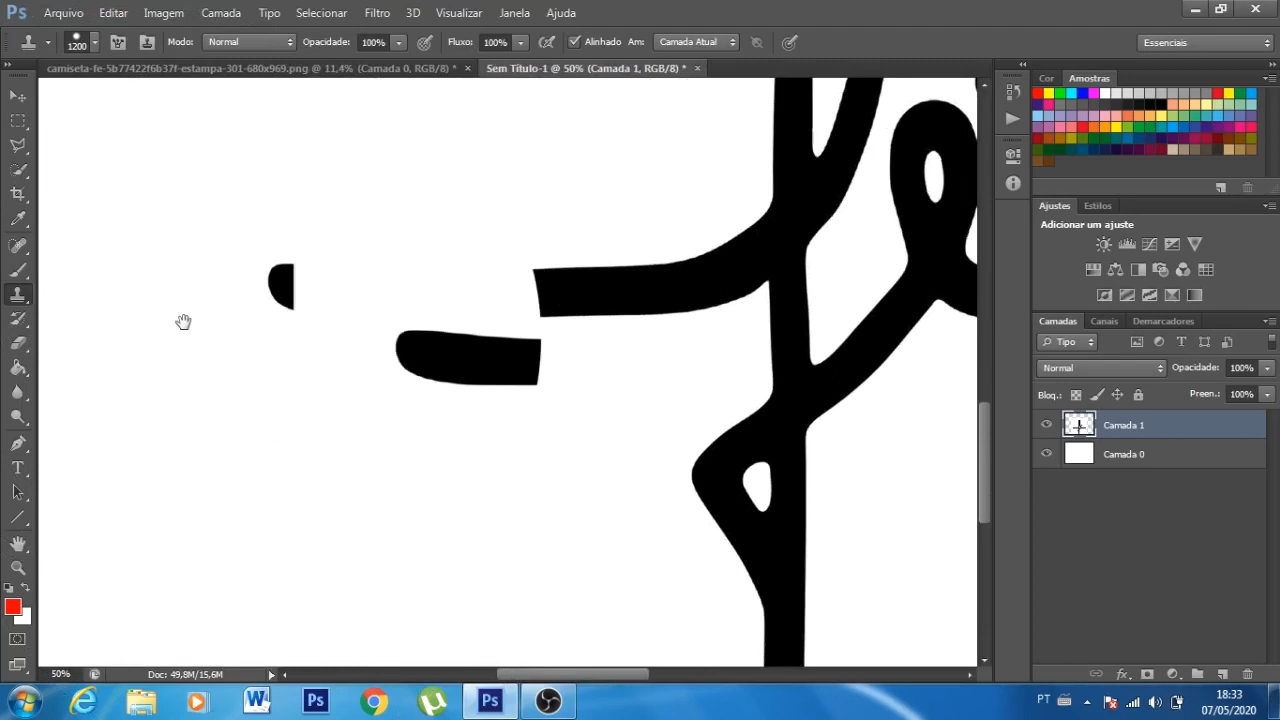 Ps Arquivo Editar Imagem Camada Tipo Selecionar Filtro 3D Visualizar Janela Ajuda
1200 Modo: Normal Opacidade: 100% Fluxo: 100% Alinhado Am: Camada Atual Essenciais
camiseta-fe-5b77422f6b37f-estampa-301-680x969.png @ 11,4% (Camada 0, RGB/8) * × Sem Título-1 @ 50% (Camada 1, RGB/8) * ×
Cor Amostras
Ajustes Estilos
Adicionar um ajuste
Camadas Canais Demarcadores
Tipo
Normal Opacidade: 100%
Bloq.: Preen.: 100%
Camada 1
Camada 0
50% Doc: 49,8M/15,6M
W Ps Ps PT 18:33
07/05/2020